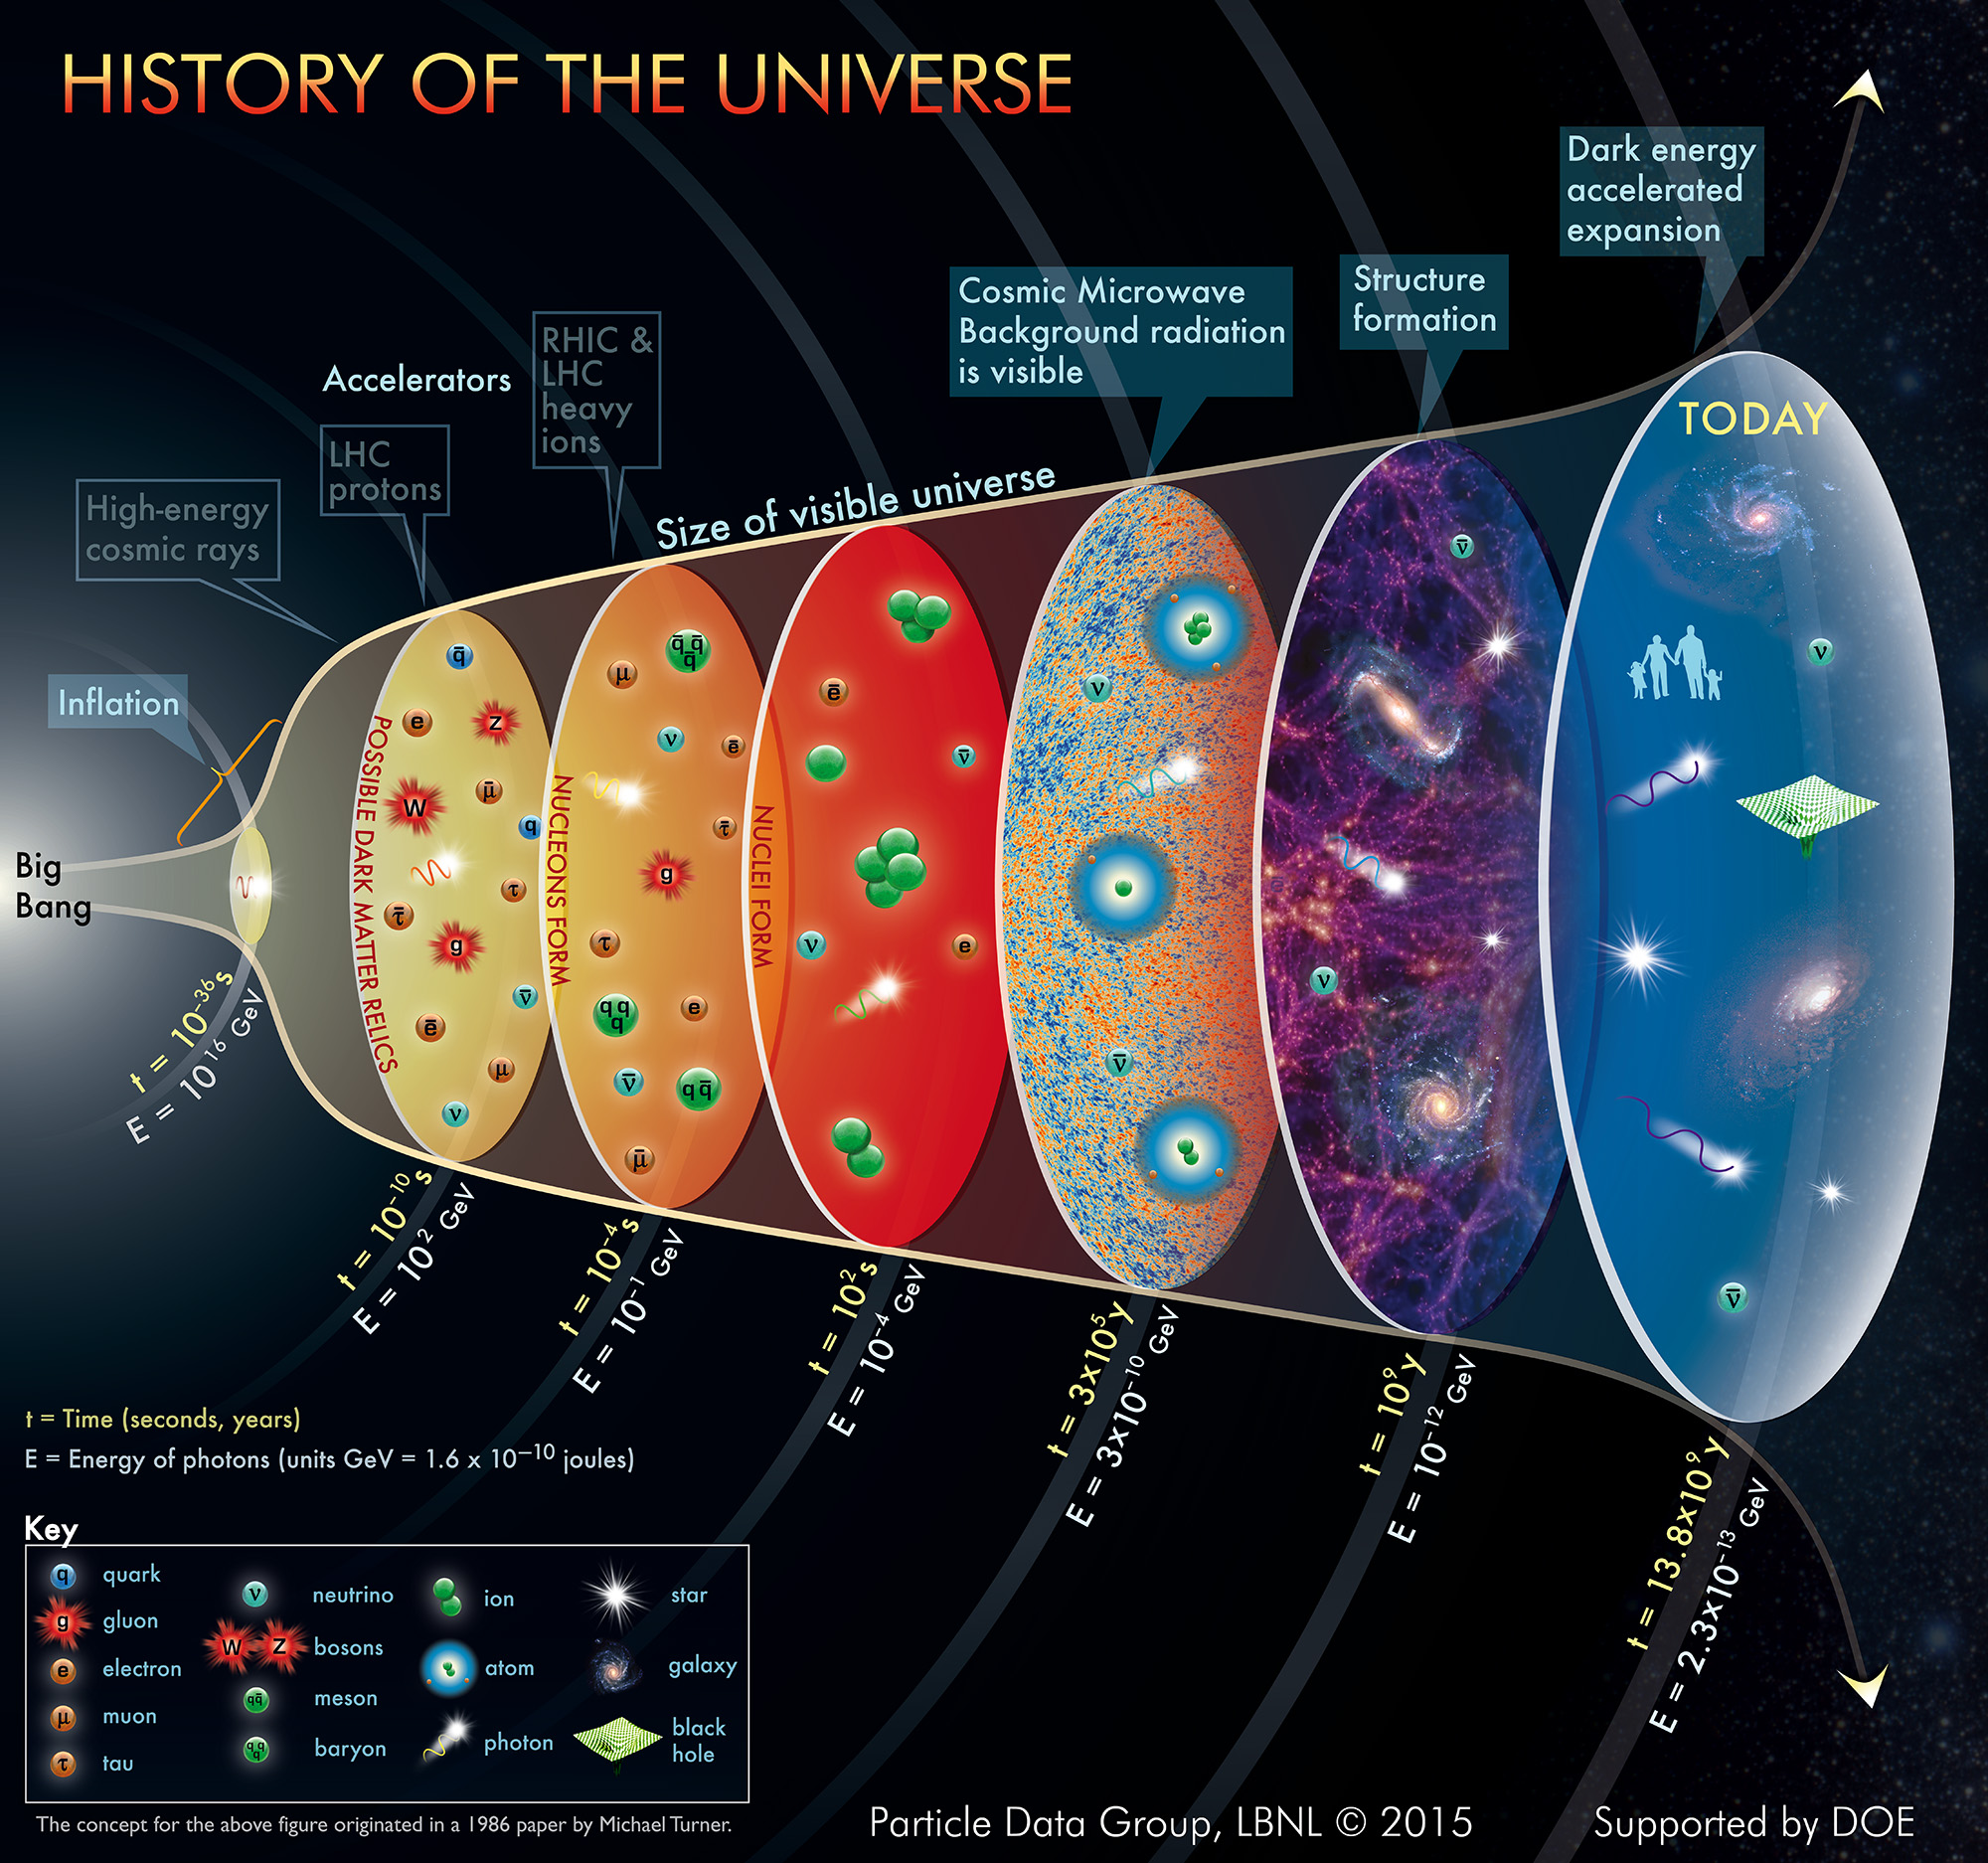 HISTORY OF THE UNIVERSE
Dark energy
accelerated
expansion
Structure
formation
Cosmic Microwave
Background radiation
is visible
RHIC &
LHC
heavy
ions
Accelerators
LHC
protons
High-energy
cosmic rays
Size of visible universe
Inflation
TODAY
Big
Bang
POSSIBLE DARK MATTER RELICS
NUCLEONS FORM
NUCLEI FORM
q̄
e
Z
W
μ̄
q
τ
τ̄
g
ν̄
ē
μ
ν
q̄q̄
q̄
μ
ν
ē
τ̄
g
τ
qq
q
e
ν̄
qq̄
μ̄
ē
ν̄
ν
e
ν
ν̄
ν̄
ν
ν
ν̄
t = 10⁻³⁶s
E = 10¹⁶ GeV
t = 10⁻¹⁰s
E = 10² GeV
t = 10⁻⁴s
E = 10⁻¹ GeV
t = 10²s
E = 10⁻⁴ GeV
t = 3x10⁵y
E = 3x10⁻¹⁰ GeV
t = 10⁹y
E = 10⁻¹² GeV
t = 13.8x10⁹y
E = 2.3x10⁻¹³ GeV
t = Time (seconds, years)
E = Energy of photons (units GeV = 1.6 x 10⁻¹⁰ joules)
Key
q quark
g gluon
e electron
μ muon
τ tau
ν neutrino
W Z bosons
qq̄ meson
qq
q baryon
ion
atom
photon
star
galaxy
black
hole
The concept for the above figure originated in a 1986 paper by Michael Turner.
Particle Data Group, LBNL © 2015
Supported by DOE